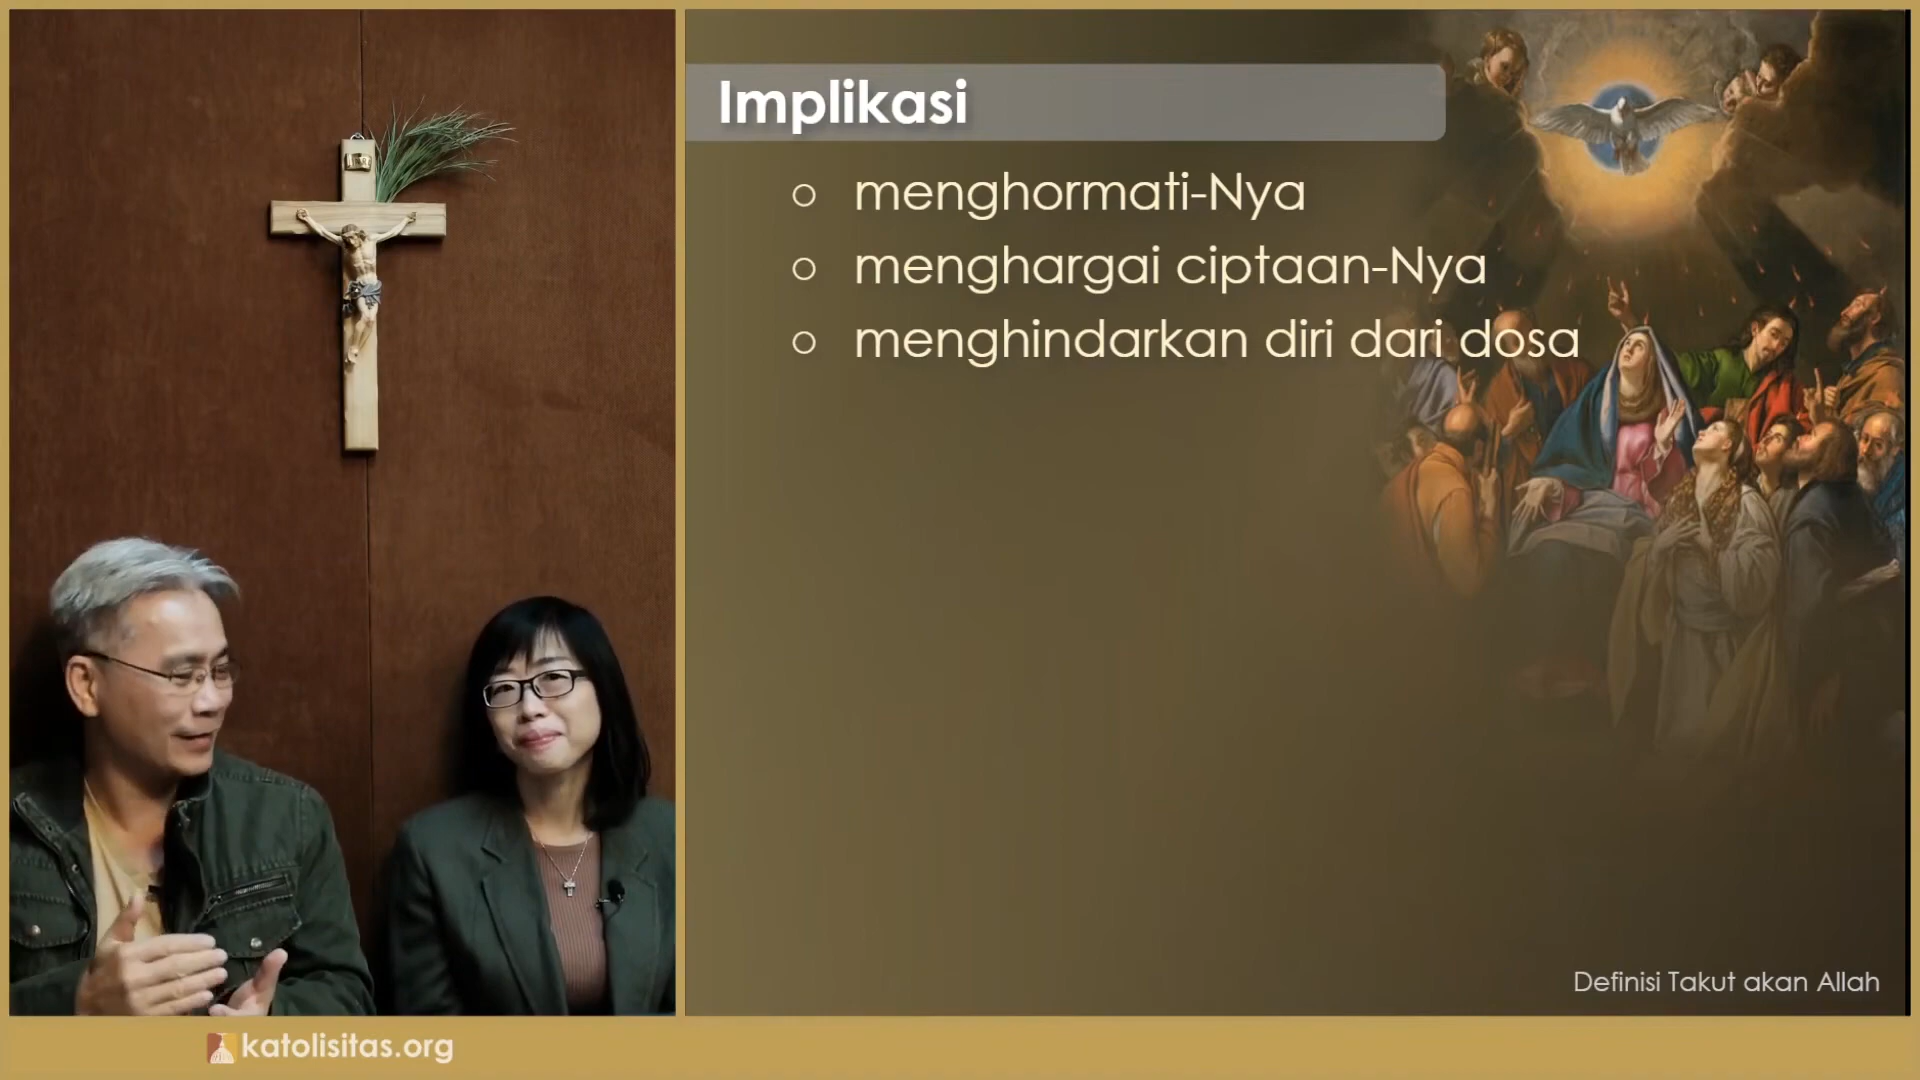 Implikasi
○ menghormati-Nya
○ menghargai ciptaan-Nya
○ menghindarkan diri dari dosa
Definisi Takut akan Allah
katolisitas.org